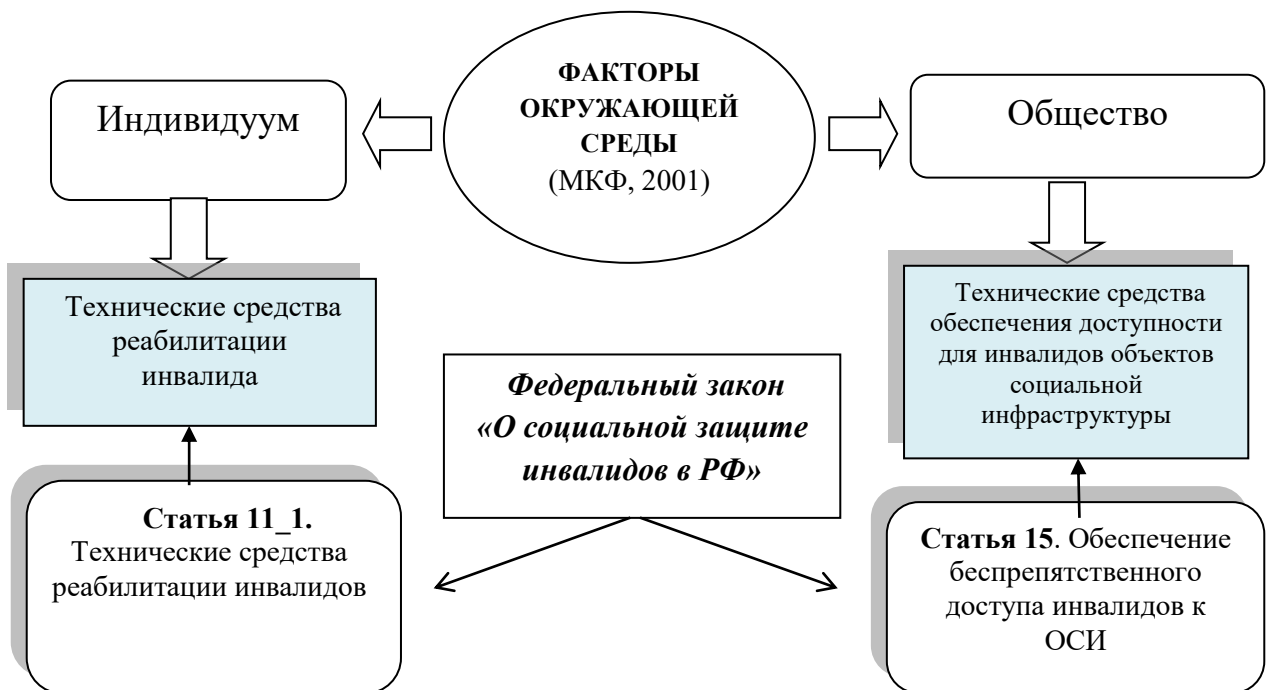 ФАКТОРЫ
ОКРУЖАЮЩЕЙ
СРЕДЫ
(МКФ, 2001)
Индивидуум
Общество
Технические средства
реабилитации
инвалида
Технические средства
обеспечения доступности
для инвалидов объектов
социальной
инфраструктуры
Федеральный закон
«О социальной защите
инвалидов в РФ»
Статья 11_1.
Технические средства
реабилитации инвалидов
Статья 15. Обеспечение
беспрепятственного
доступа инвалидов к
ОСИ